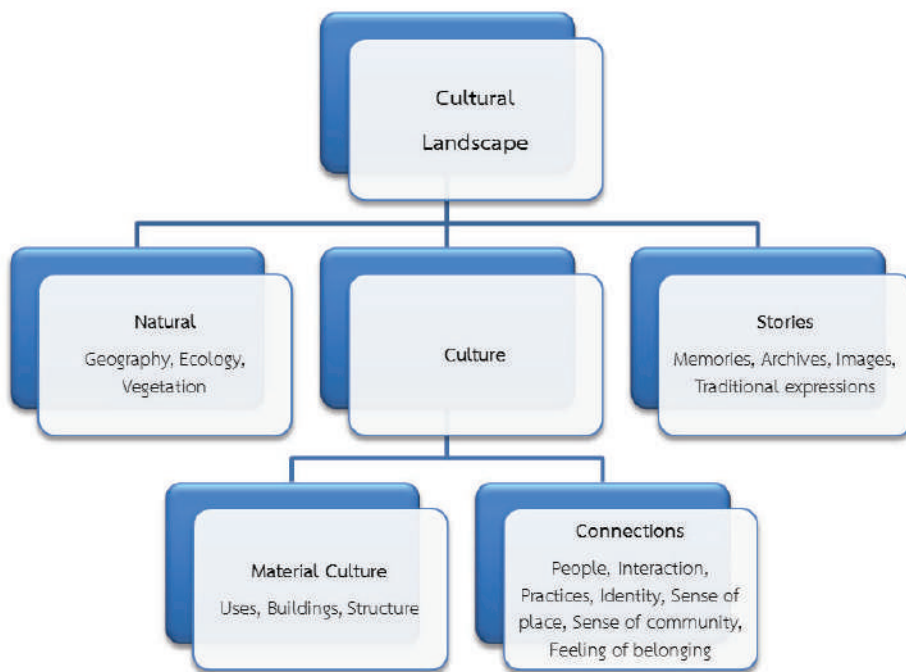 Cultural
Landscape
Natural
Geography, Ecology,
Vegetation
Culture
Stories
Memories, Archives, Images,
Traditional expressions
Material Culture
Uses, Buildings, Structure
Connections
People, Interaction,
Practices, Identity, Sense of
place, Sense of community,
Feeling of belonging